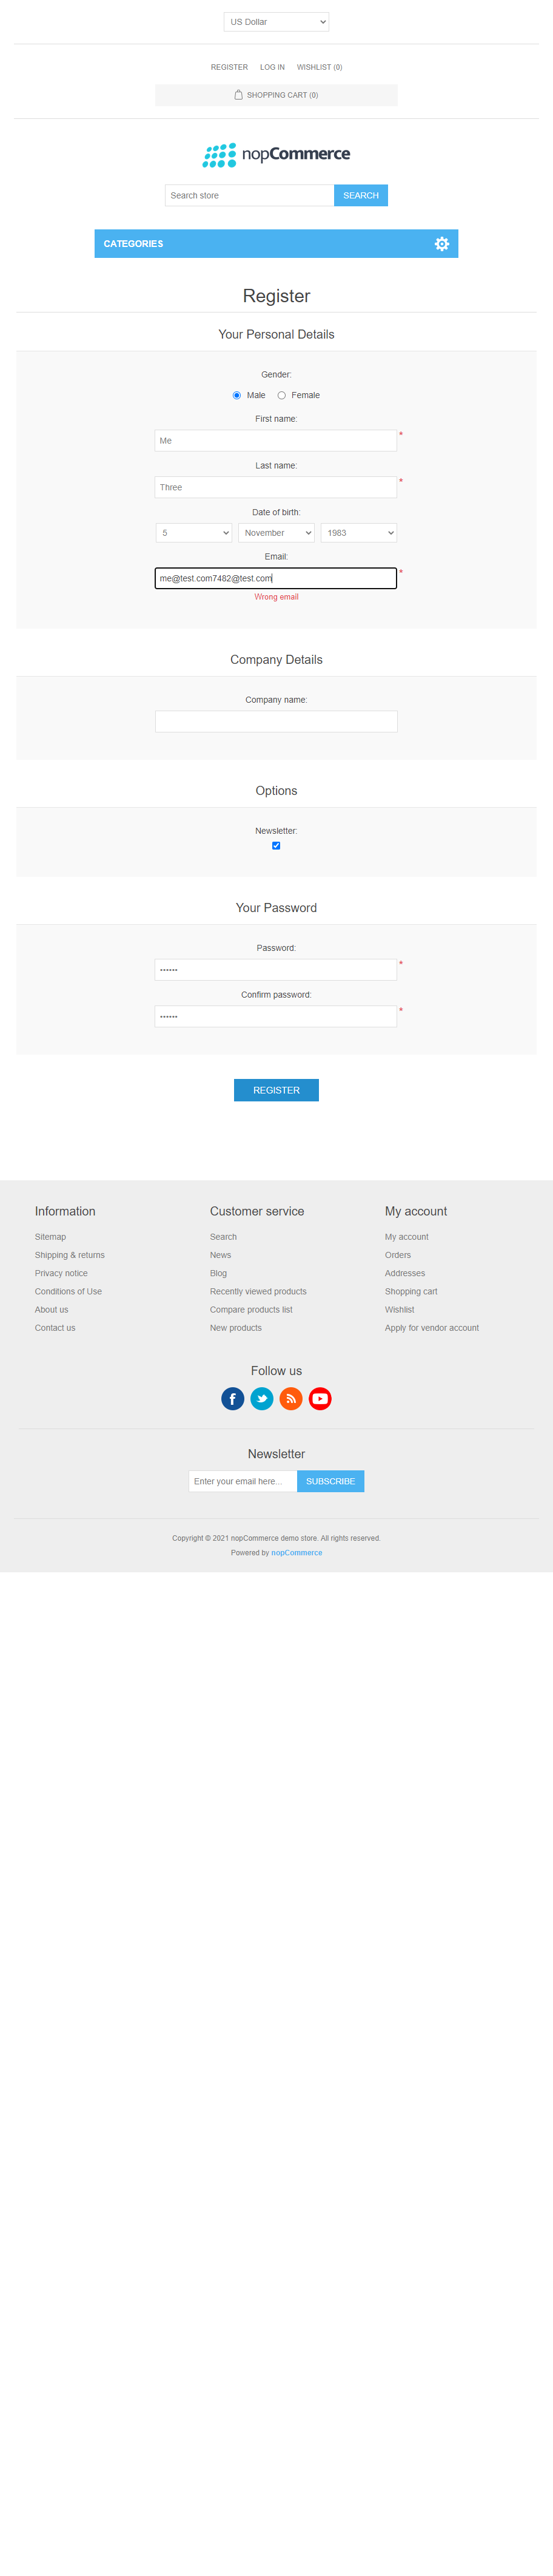 US Dollar
REGISTER LOG IN WISHLIST (0)
SHOPPING CART (0)
nopCommerce
Search store SEARCH
CATEGORIES
Register
Your Personal Details
Gender:
Male Female
First name:
Me *
Last name:
Three *
Date of birth:
5 November 1983
Email:
me@test.com7482@test.com *
Wrong email
Company Details
Company name:
Options
Newsletter:
Your Password
Password:
•••••• *
Confirm password:
•••••• *
REGISTER
Information Customer service My account
Sitemap Search My account
Shipping & returns News Orders
Privacy notice Blog Addresses
Conditions of Use Recently viewed products Shopping cart
About us Compare products list Wishlist
Contact us New products Apply for vendor account
Follow us
Newsletter
Enter your email here... SUBSCRIBE
Copyright © 2021 nopCommerce demo store. All rights reserved.
Powered by nopCommerce